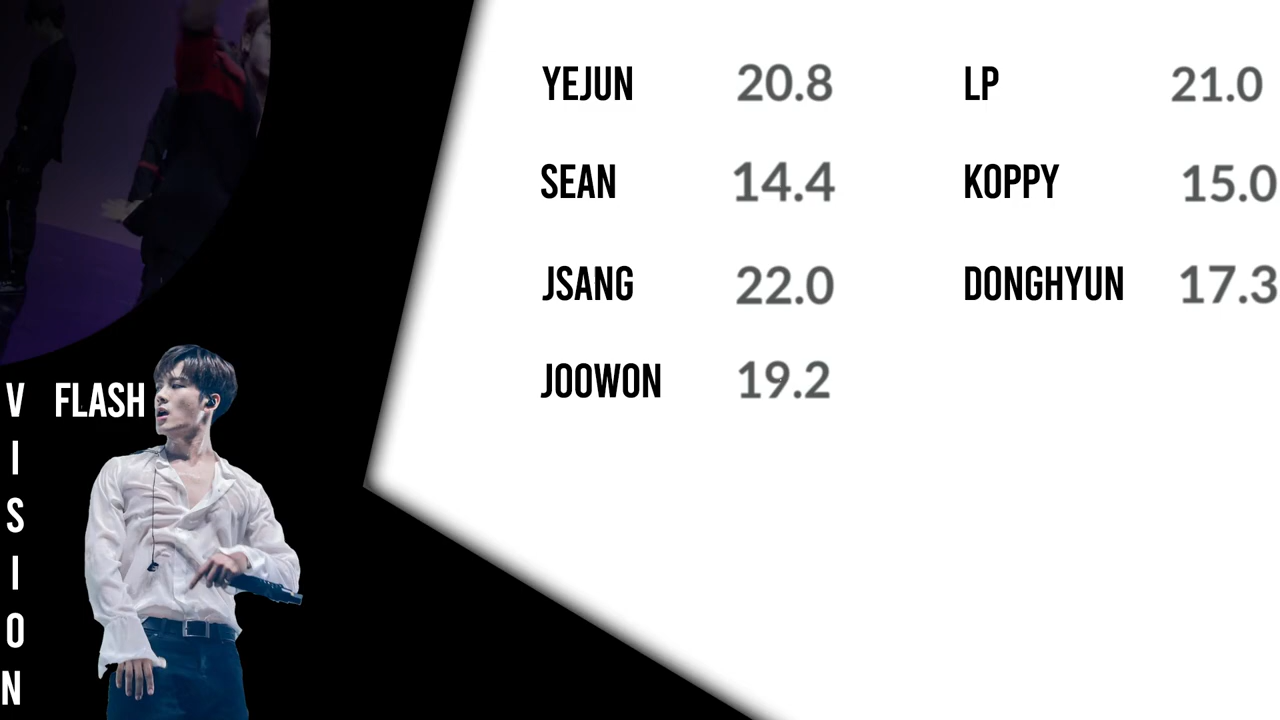 YEJUN 20.8
SEAN 14.4
JSANG 22.0
JOOWON 19.2
LP 21.0
KOPPY 15.0
DONGHYUN 17.3
FLASH
VISION